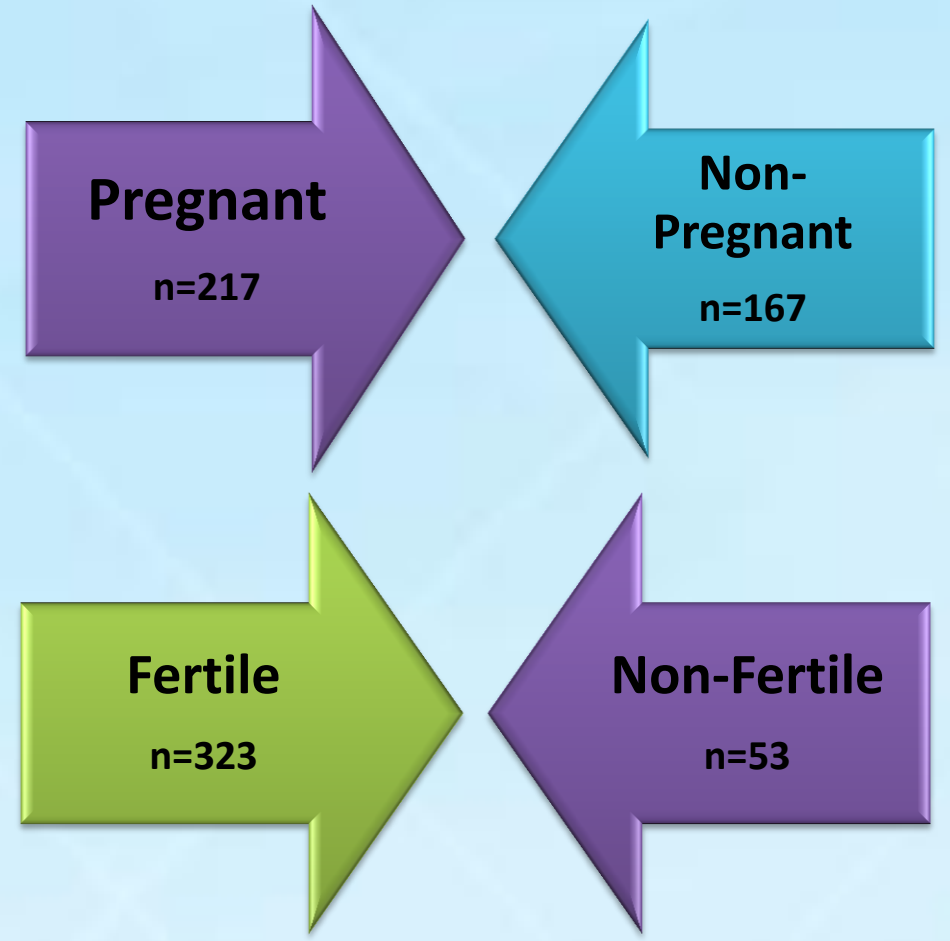 Pregnant
n=217
Non-
Pregnant
n=167
Fertile
n=323
Non-Fertile
n=53